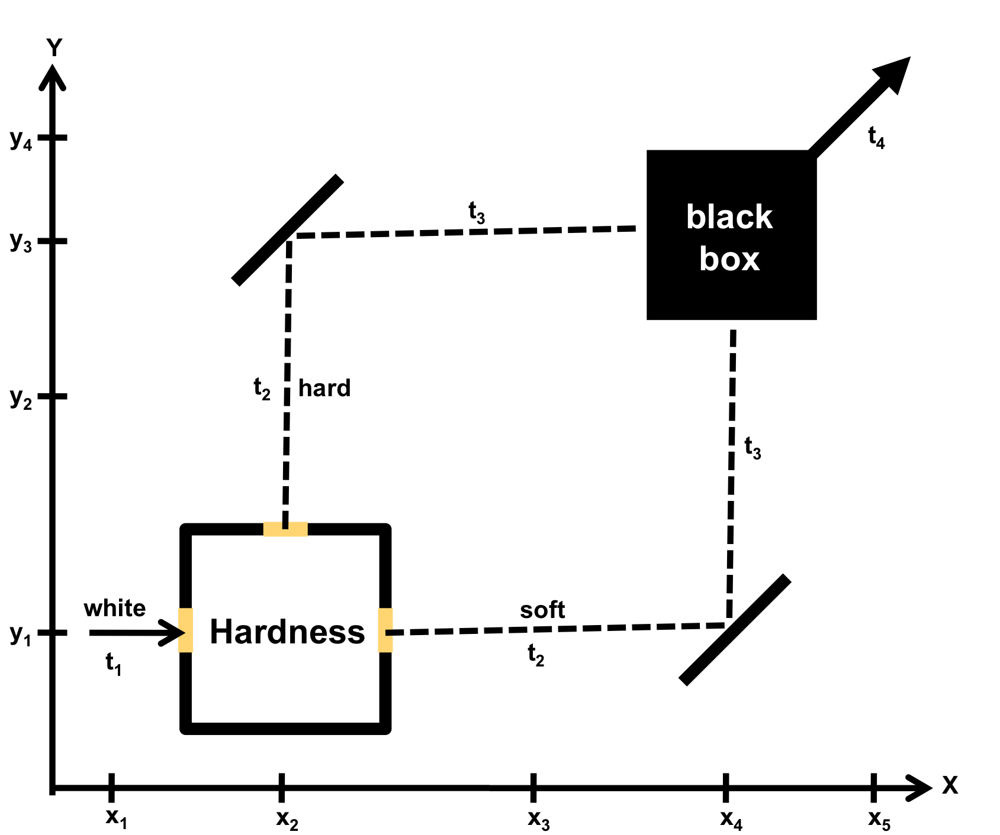 Y
y₄
t₄
t₃
black
box
y₃
t₂ hard
y₂
t₃
white
soft
y₁
Hardness
t₁
t₂
X
x₁ x₂ x₃ x₄ x₅